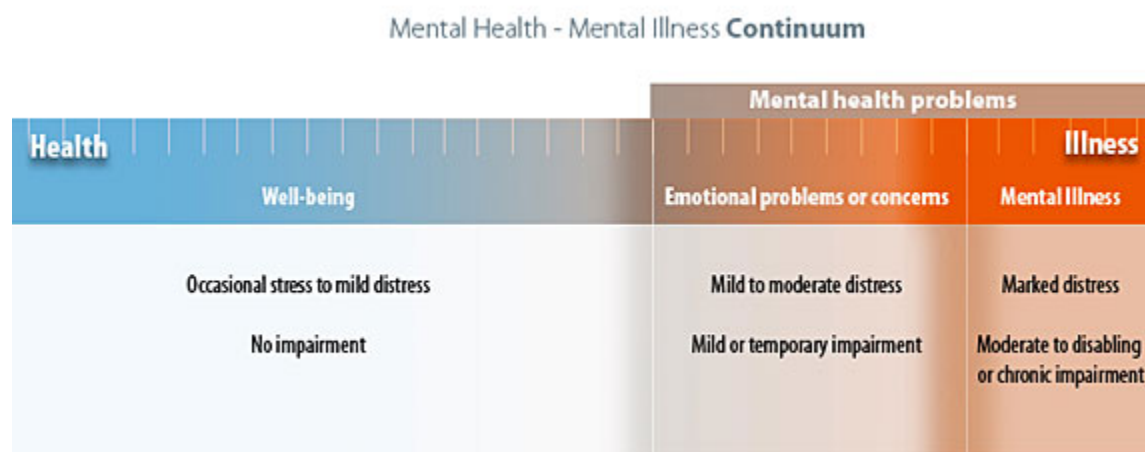 Mental Health - Mental Illness Continuum
Mental health problems
Health
Illness
Well-being
Emotional problems or concerns
Mental Illness
Occasional stress to mild distress
Mild to moderate distress
Marked distress
No impairment
Mild or temporary impairment
Moderate to disabling
or chronic impairment